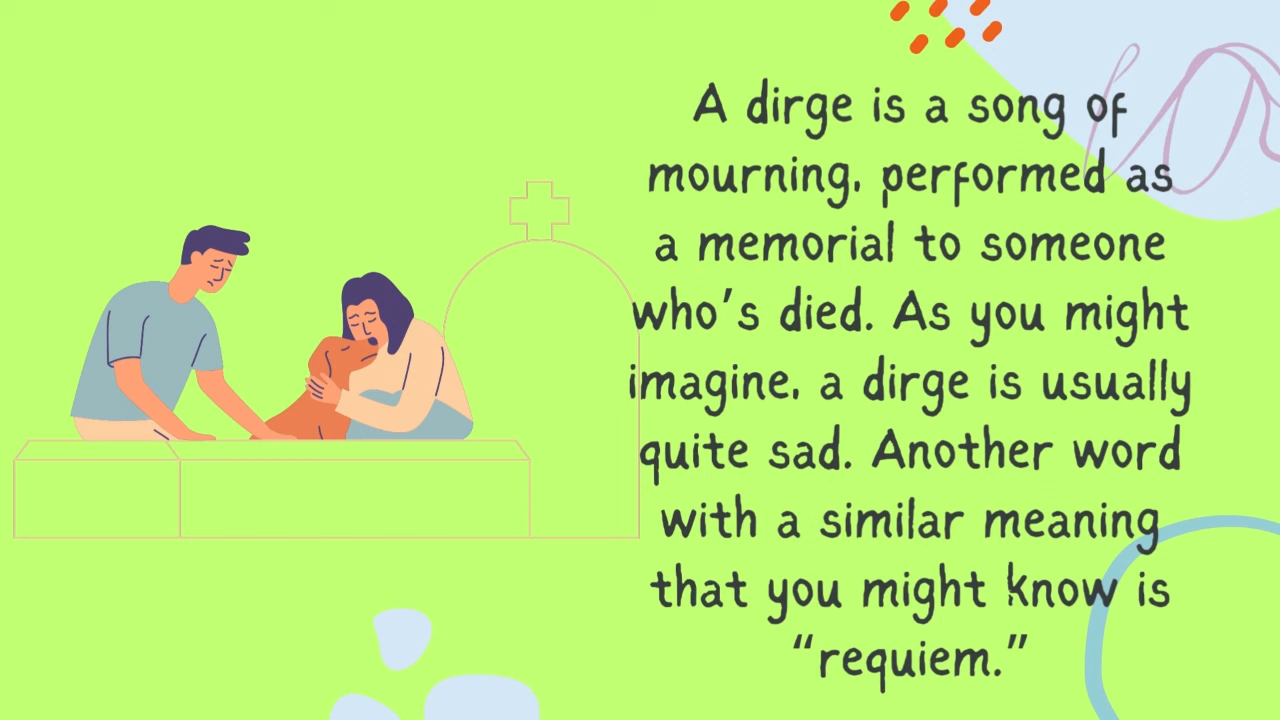 A dirge is a song of
mourning, performed as
a memorial to someone
who's died. As you might
imagine, a dirge is usually
quite sad. Another word
with a similar meaning
that you might know is
“requiem.”